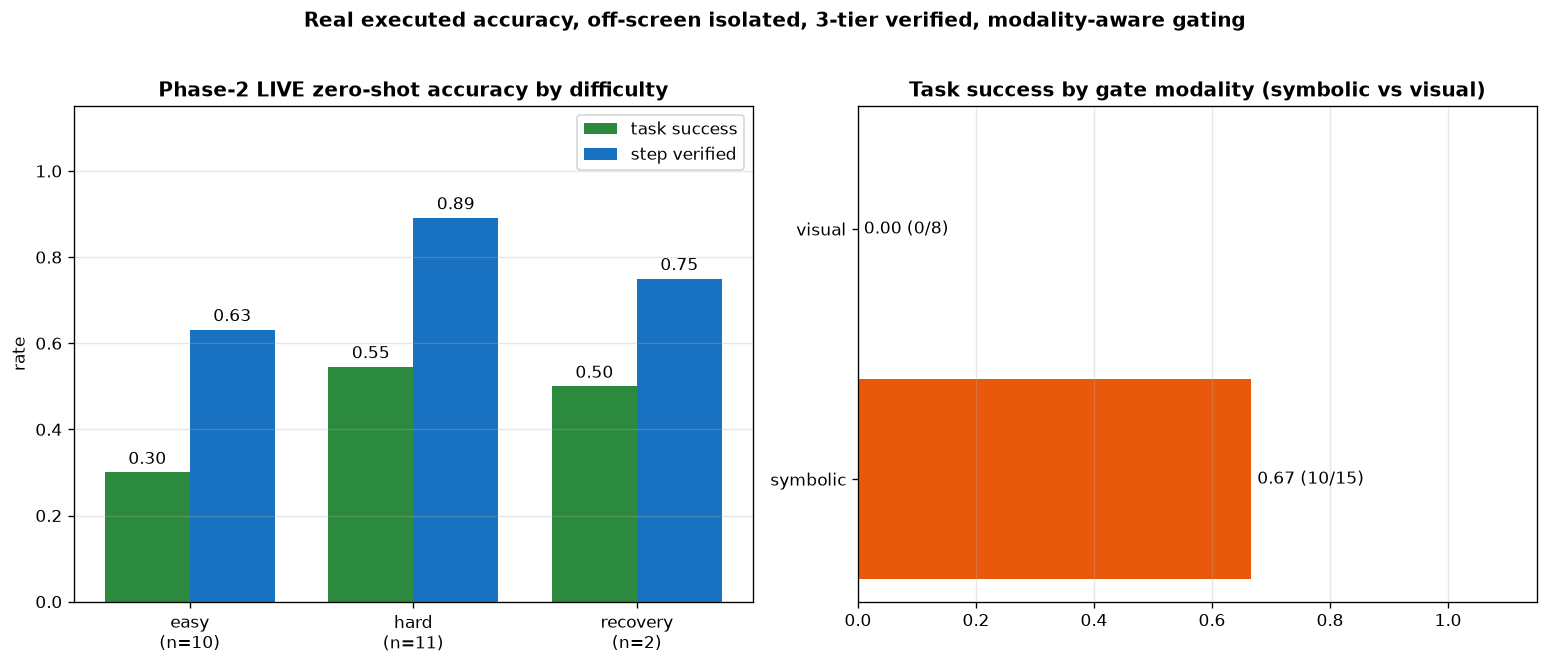 Real executed accuracy, off-screen isolated, 3-tier verified, modality-aware gating
Phase-2 LIVE zero-shot accuracy by difficulty
task success
step verified
rate
1.0
0.8
0.6
0.4
0.2
0.0
0.30
0.63
0.55
0.89
0.50
0.75
easy
(n=10)
hard
(n=11)
recovery
(n=2)
Task success by gate modality (symbolic vs visual)
visual
0.00 (0/8)
symbolic
0.67 (10/15)
0.0 0.2 0.4 0.6 0.8 1.0